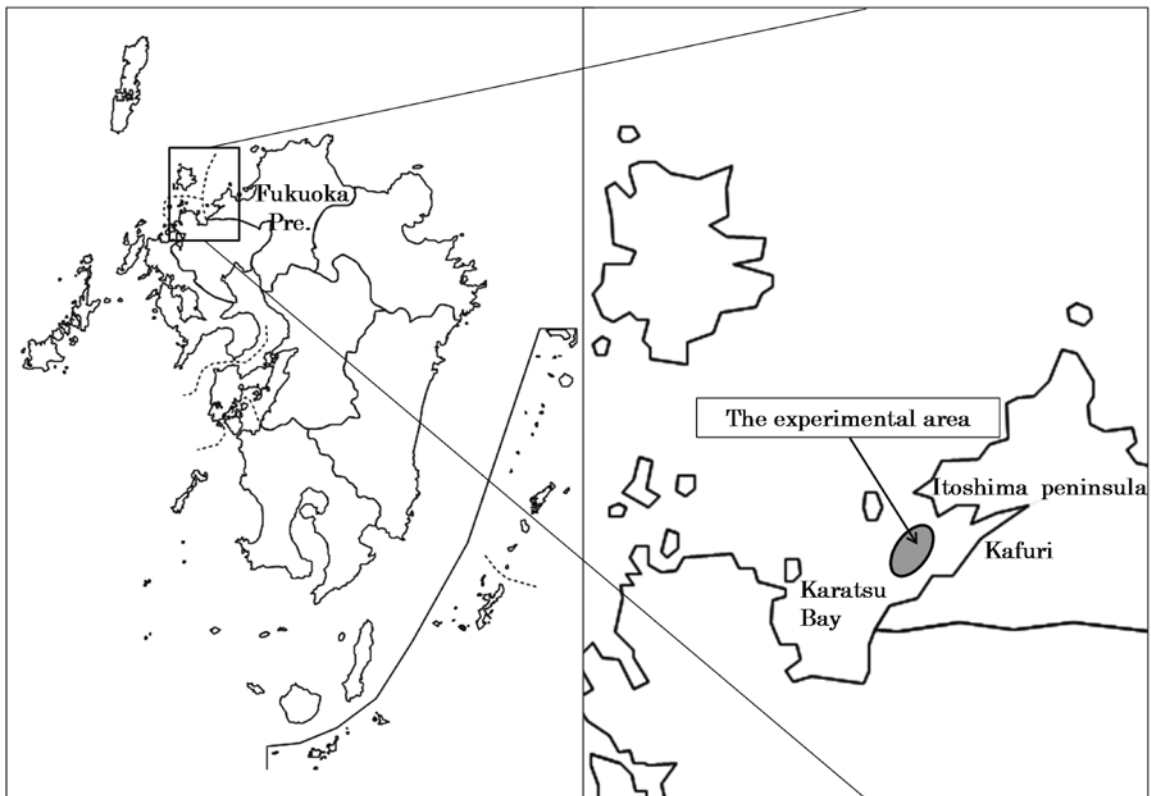 Fukuoka
Pre.
The experimental area
Itoshima peninsula
Kafuri
Karatsu
Bay